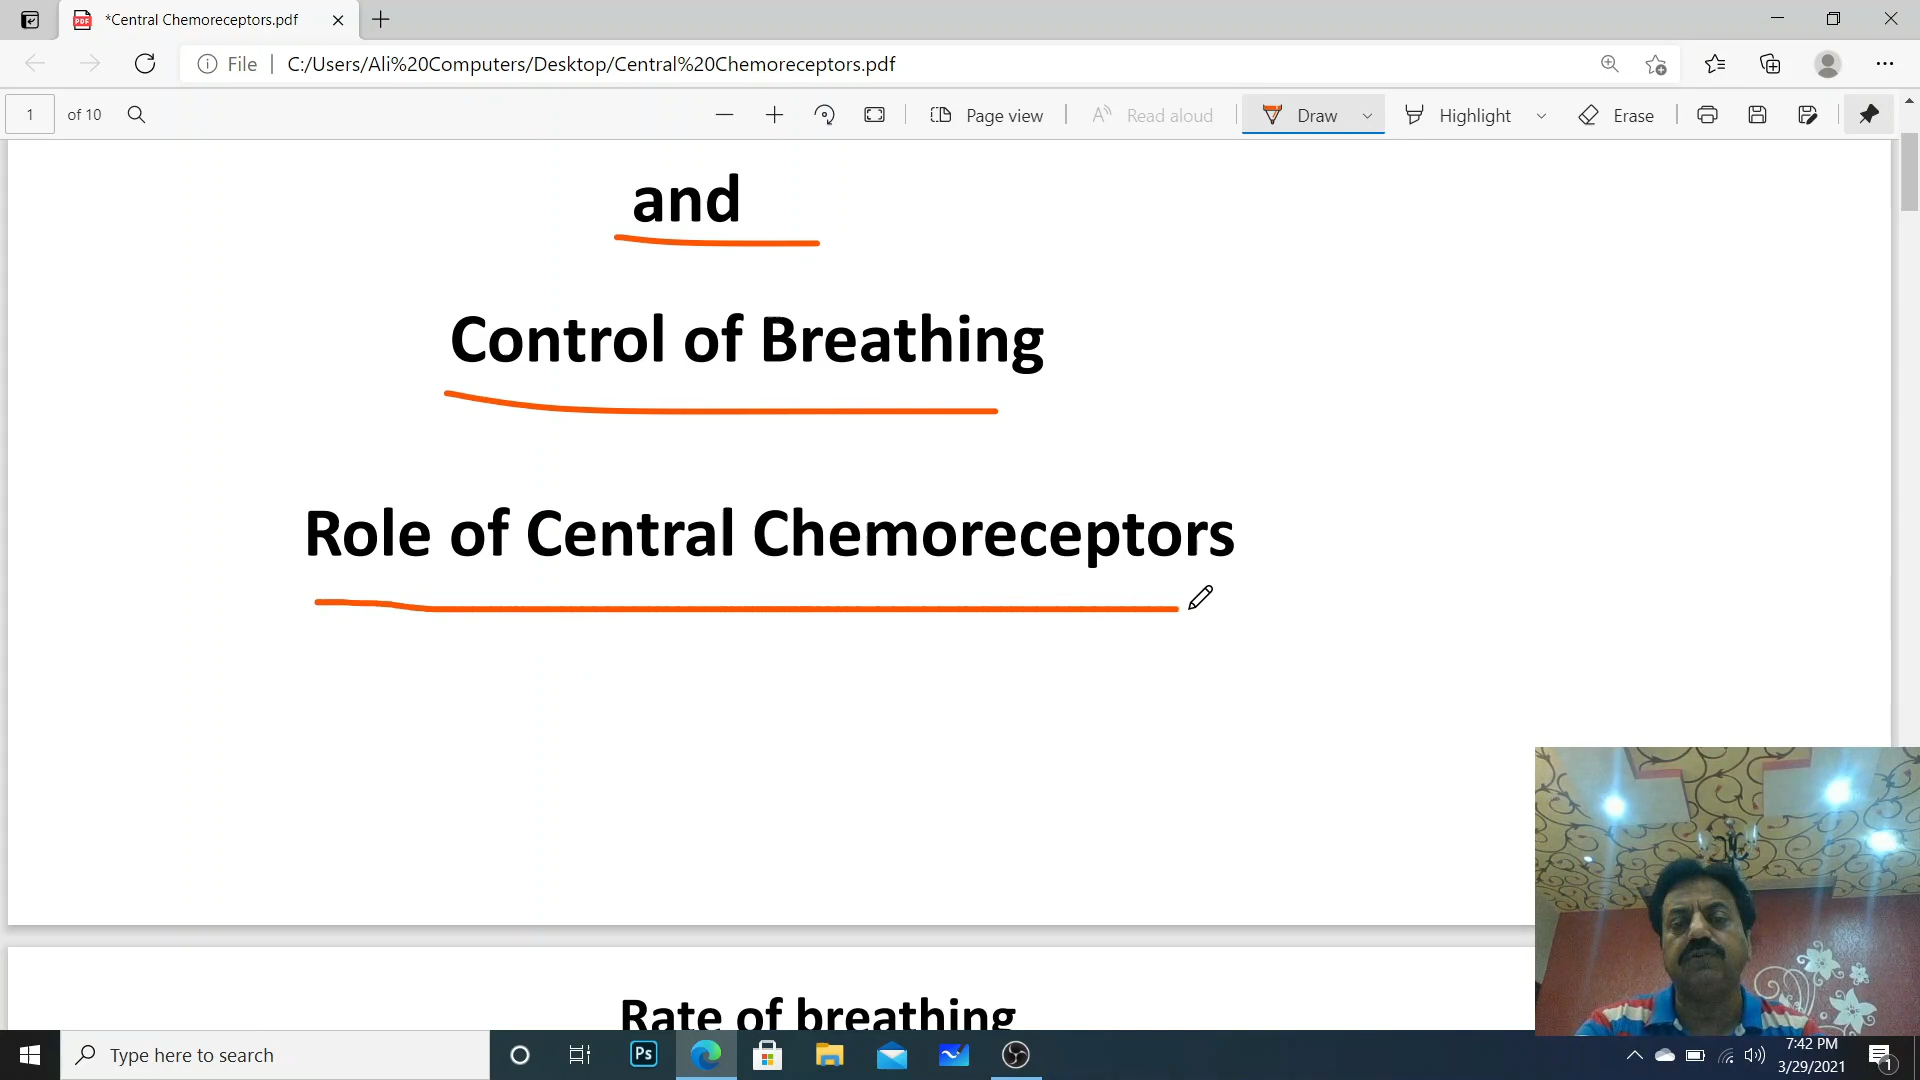 *Central Chemoreceptors.pdf
File
C:/Users/Ali%20Computers/Desktop/Central%20Chemoreceptors.pdf
1 of 10
Page view
Read aloud
Draw
Highlight
Erase
and
Control of Breathing
Role of Central Chemoreceptors
Rate of breathing
Type here to search
Ps
7:42 PM
3/29/2021
1